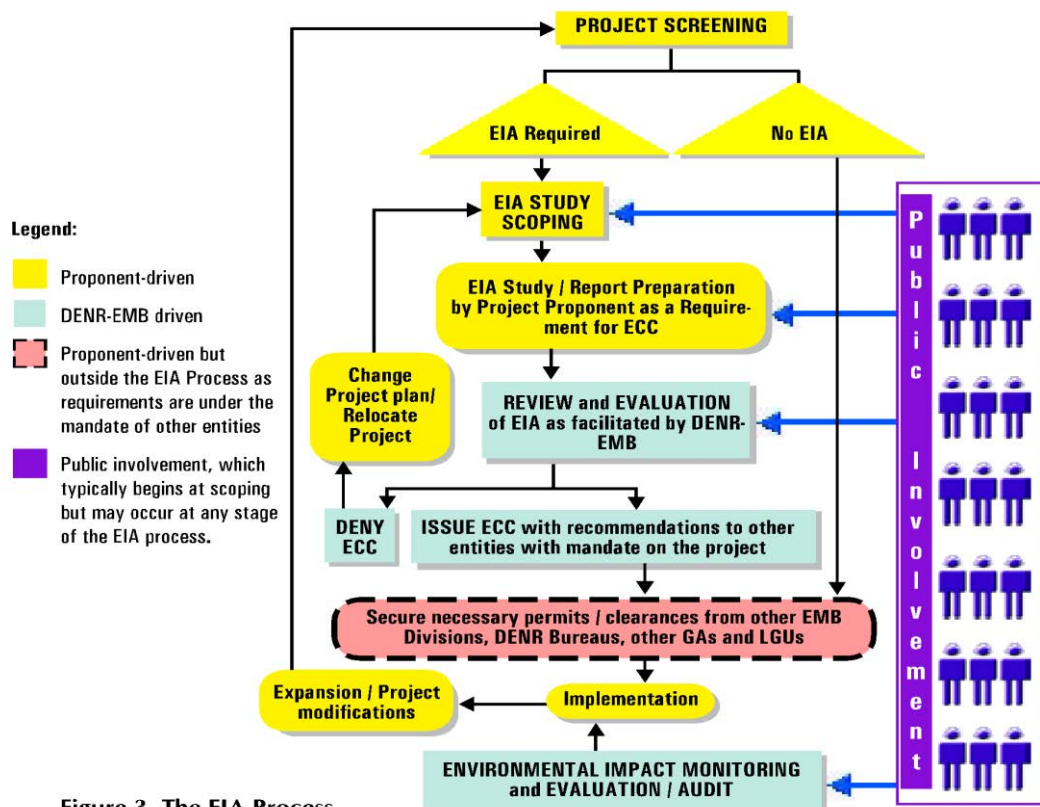 PROJECT SCREENING
EIA Required
No EIA
EIA STUDY
SCOPING
Legend:
Proponent-driven
DENR-EMB driven
Proponent-driven but
outside the EIA Process as
requirements are under the
mandate of other entities
Public involvement, which
typically begins at scoping
but may occur at any stage
of the EIA process.
EIA Study / Report Preparation
by Project Proponent as a Require-
ment for ECC
Change
Project plan/
Relocate
Project
REVIEW and EVALUATION
of EIA as facilitated by DENR-
EMB
DENY
ECC
ISSUE ECC with recommendations to other
entities with mandate on the project
Secure necessary permits / clearances from other EMB
Divisions, DENR Bureaus, other GAs and LGUs
Expansion / Project
modifications
Implementation
ENVIRONMENTAL IMPACT MONITORING
and EVALUATION / AUDIT
Public Involvement
Figure 3. The EIA Process